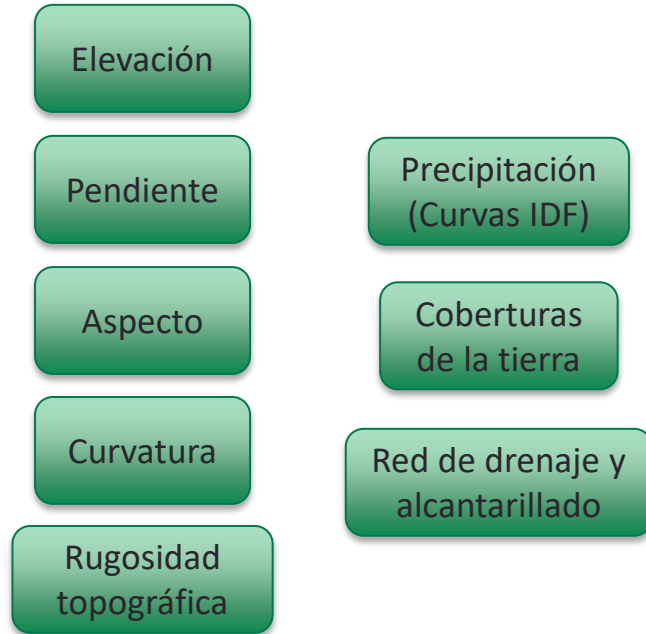 Elevación
Pendiente
Aspecto
Curvatura
Rugosidad
topográfica
Precipitación
(Curvas IDF)
Coberturas
de la tierra
Red de drenaje y
alcantarillado